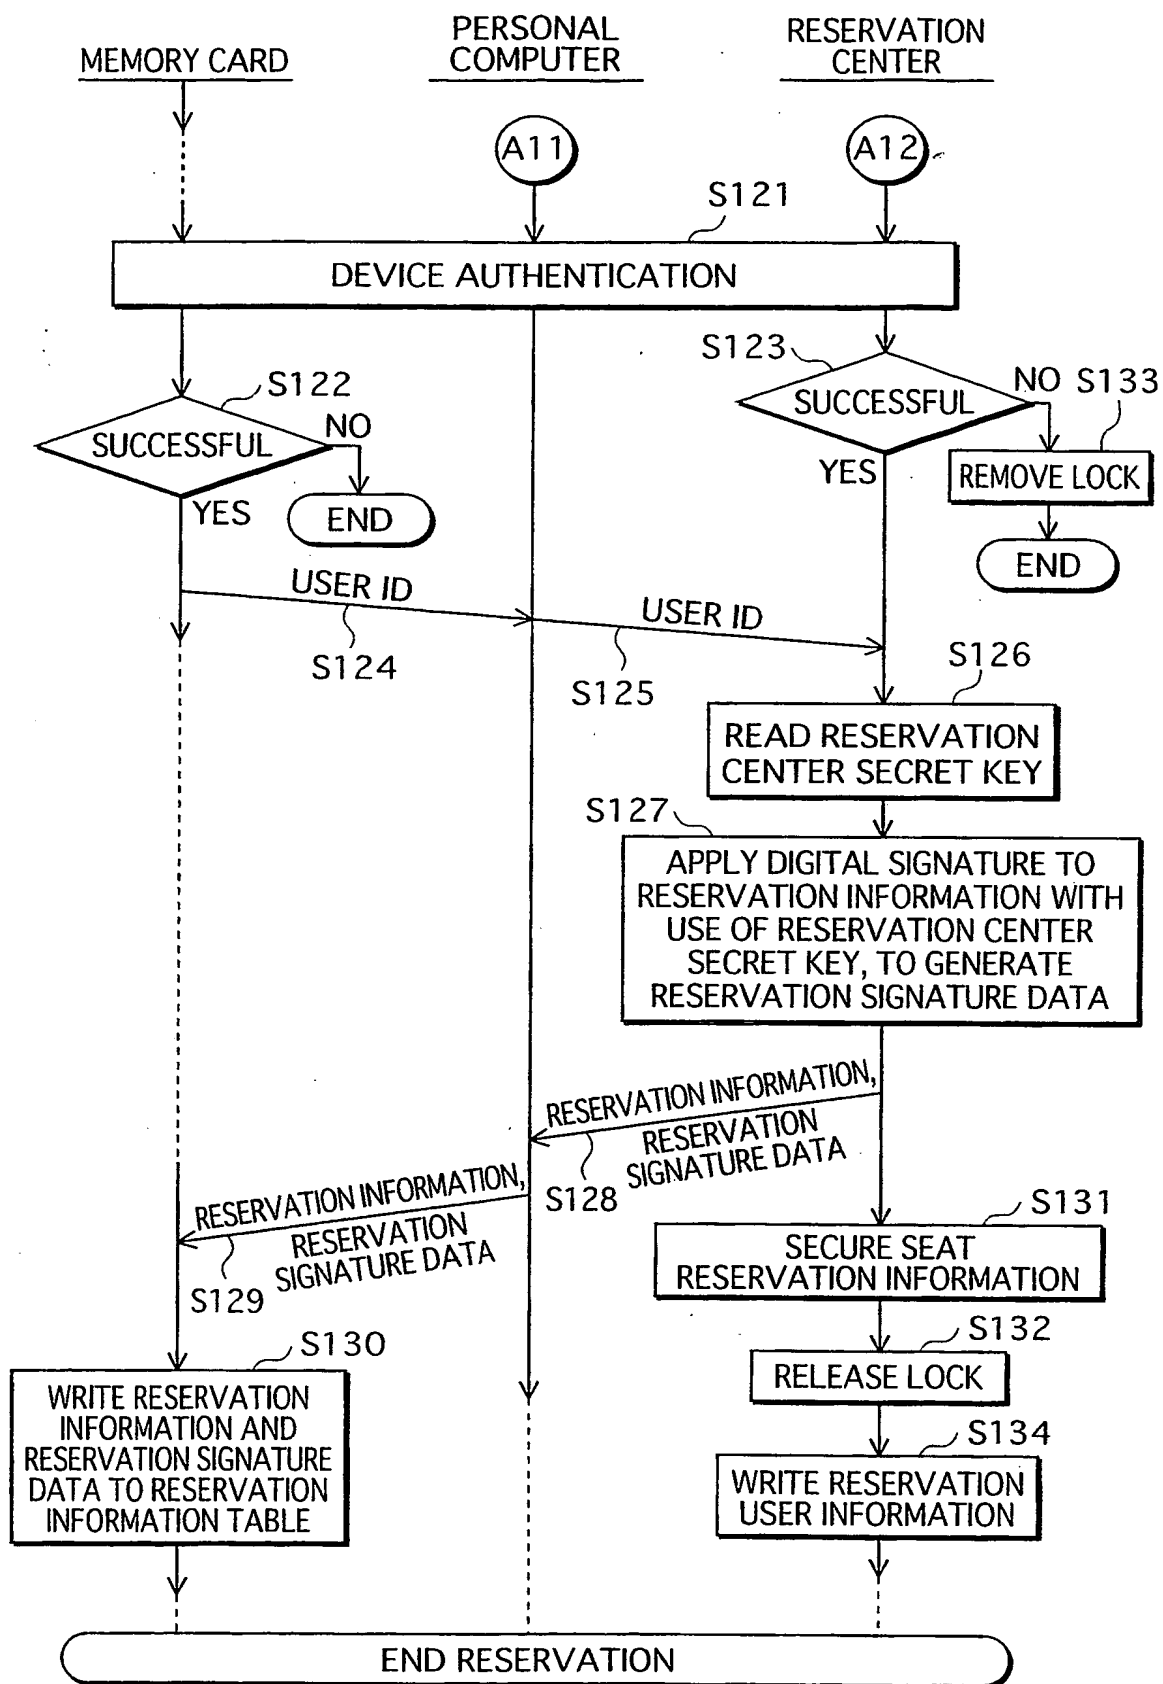 MEMORY CARD
PERSONAL
COMPUTER
RESERVATION
CENTER
A11
A12
S121
DEVICE AUTHENTICATION
S122
SUCCESSFUL
NO
YES
END
S123
SUCCESSFUL
NO
YES
S133
REMOVE LOCK
END
USER ID
S124
USER ID
S125
S126
READ RESERVATION
CENTER SECRET KEY
S127
APPLY DIGITAL SIGNATURE TO
RESERVATION INFORMATION WITH
USE OF RESERVATION CENTER
SECRET KEY, TO GENERATE
RESERVATION SIGNATURE DATA
RESERVATION INFORMATION,
RESERVATION
SIGNATURE DATA
S128
RESERVATION INFORMATION,
RESERVATION
SIGNATURE DATA
S129
S130
WRITE RESERVATION
INFORMATION AND
RESERVATION SIGNATURE
DATA TO RESERVATION
INFORMATION TABLE
S131
SECURE SEAT
RESERVATION INFORMATION
S132
RELEASE LOCK
S134
WRITE RESERVATION
USER INFORMATION
END RESERVATION